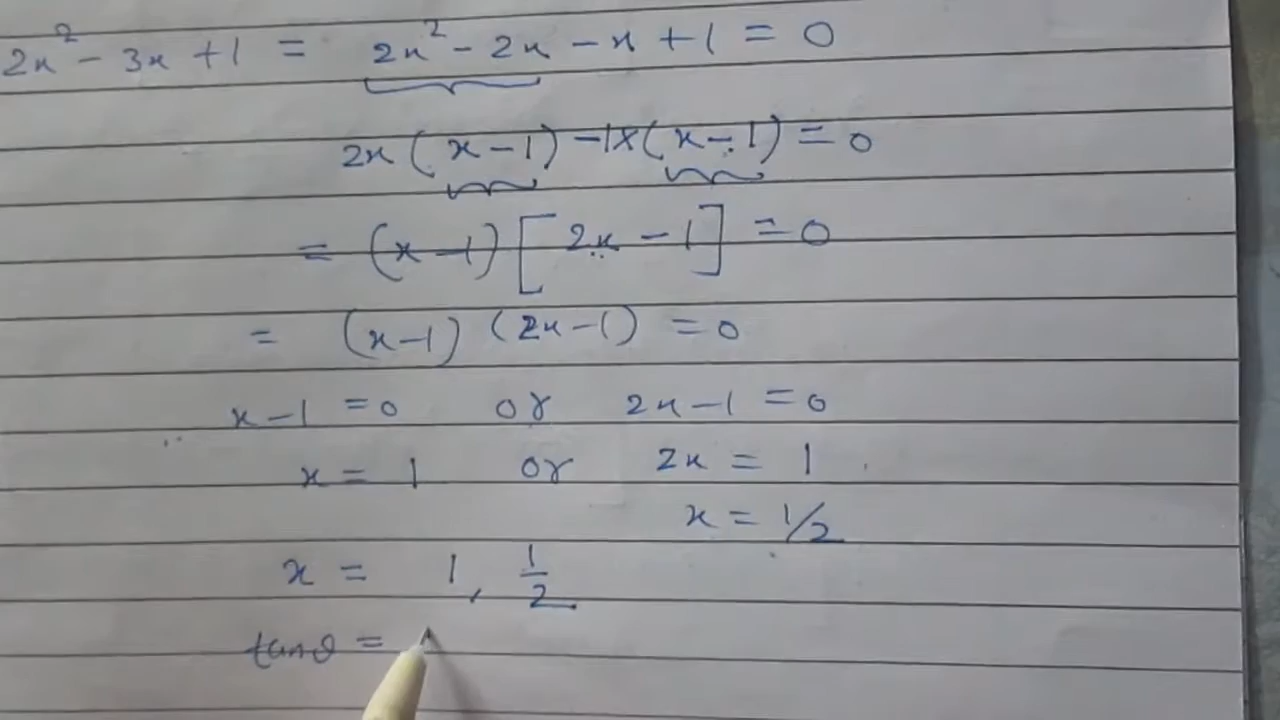 2x² - 3x + 1 = 2x² - 2x - x + 1 = 0
2x (x - 1) - 1 × (x - 1) = 0
= (x - 1) [ 2x - 1 ] = 0
= (x - 1) (2x - 1) = 0
x - 1 = 0 or 2x - 1 = 0
x = 1 or 2x = 1
x = 1/2
x = 1, 1/2
tanθ =